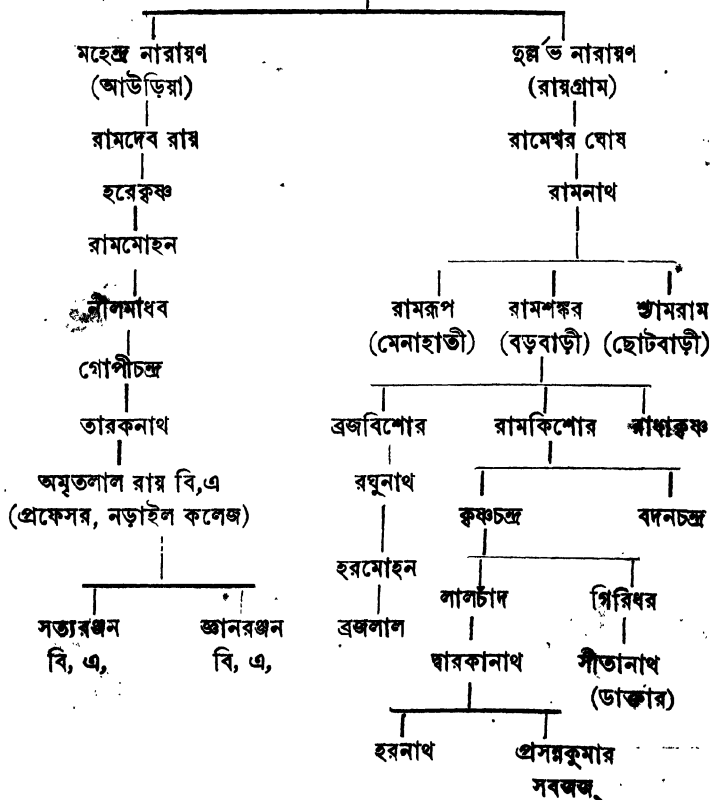 মহেন্দ্র নারায়ণ দুর্ল্লভ নারায়ণ
(আউড়িয়া) (রায়গ্রাম)
রামদেব রায় রামেশ্বর ঘোষ
হরেকৃষ্ণ রামনাথ
রামমোহন
নীলমাধব রামরূপ রামশঙ্কর শ্যামরাম
(মেনাহাতী) (বড়বাড়ী) (ছোটবাড়ী)
গোপীচন্দ্র
তারকনাথ ব্রজবিশোর রামকিশোর রাধাকৃষ্ণ
অমৃতলাল রায় বি,এ রঘুনাথ
(প্রফেসর, নড়াইল কলেজ) কৃষ্ণচন্দ্র বদনচন্দ্র
হরমোহন
লালচাঁদ গিরিধর
সত্যরঞ্জন জ্ঞানরঞ্জন ব্রজলাল
বি, এ, বি, এ, দ্বারকানাথ সীতানাথ
(ডাক্তার)
হরনাথ প্রসন্নকুমার
সবজজ্